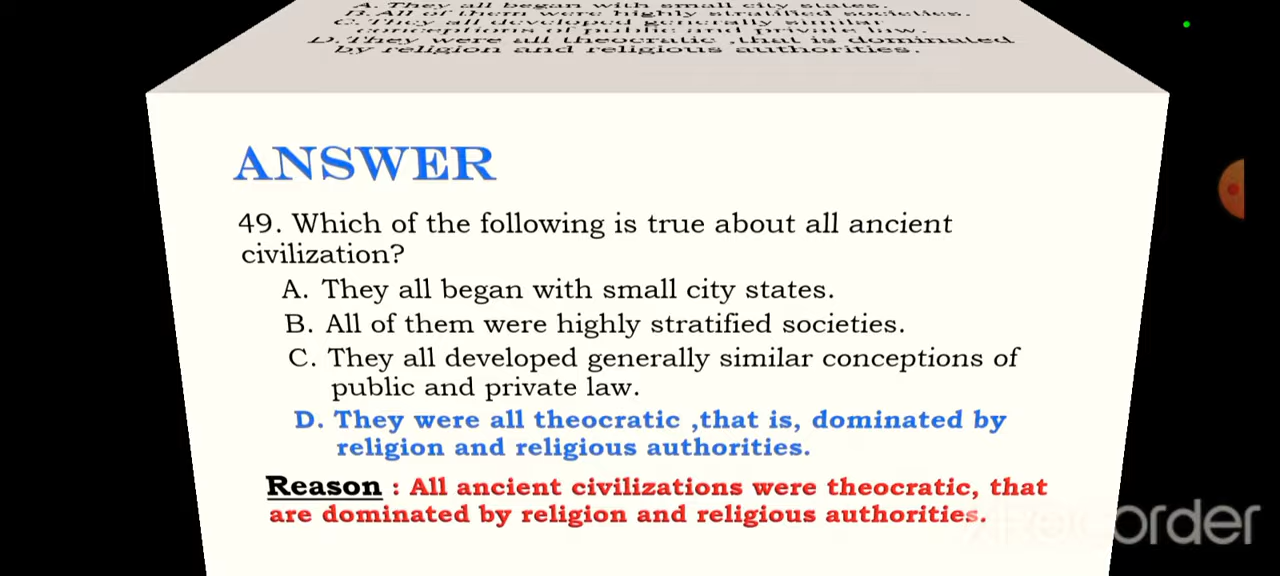 A. They all began with small city states.
B. All of them were highly stratified societies.
C. They all developed generally similar
conceptions of public and private law.
D. They were all theocratic ,that is dominated
by religion and religious authorities.
ANSWER
49. Which of the following is true about all ancient
civilization?
A. They all began with small city states.
B. All of them were highly stratified societies.
C. They all developed generally similar conceptions of
public and private law.
D. They were all theocratic ,that is, dominated by
religion and religious authorities.
Reason : All ancient civilizations were theocratic, that
are dominated by religion and religious authorities.